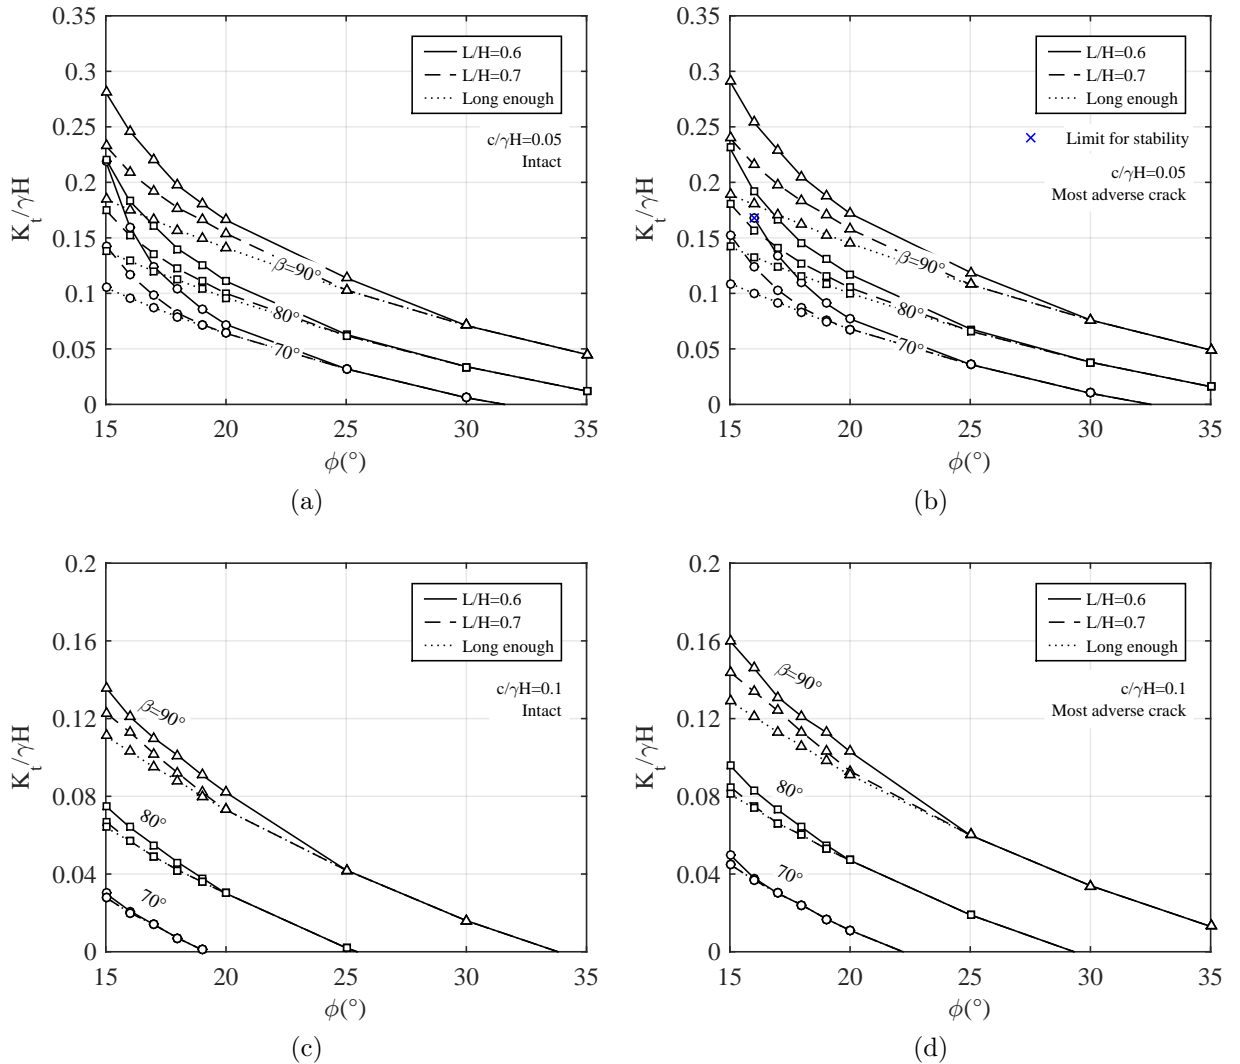 0.35
0.3
0.25
0.2
0.15
0.1
0.05
0
K_t/γH
L/H=0.6
L/H=0.7
Long enough
c/γH=0.05
Intact
β=90°
80°
70°
15 20 25 30 35
ϕ(°)
(a)
0.35
0.3
0.25
0.2
0.15
0.1
0.05
0
K_t/γH
L/H=0.6
L/H=0.7
Long enough
Limit for stability
c/γH=0.05
Most adverse crack
β=90°
80°
70°
15 20 25 30 35
ϕ(°)
(b)
0.2
0.16
0.12
0.08
0.04
0
K_t/γH
L/H=0.6
L/H=0.7
Long enough
c/γH=0.1
Intact
β=90°
80°
70°
15 20 25 30 35
ϕ(°)
(c)
0.2
0.16
0.12
0.08
0.04
0
K_t/γH
L/H=0.6
L/H=0.7
Long enough
c/γH=0.1
Most adverse crack
β=90°
80°
70°
15 20 25 30 35
ϕ(°)
(d)